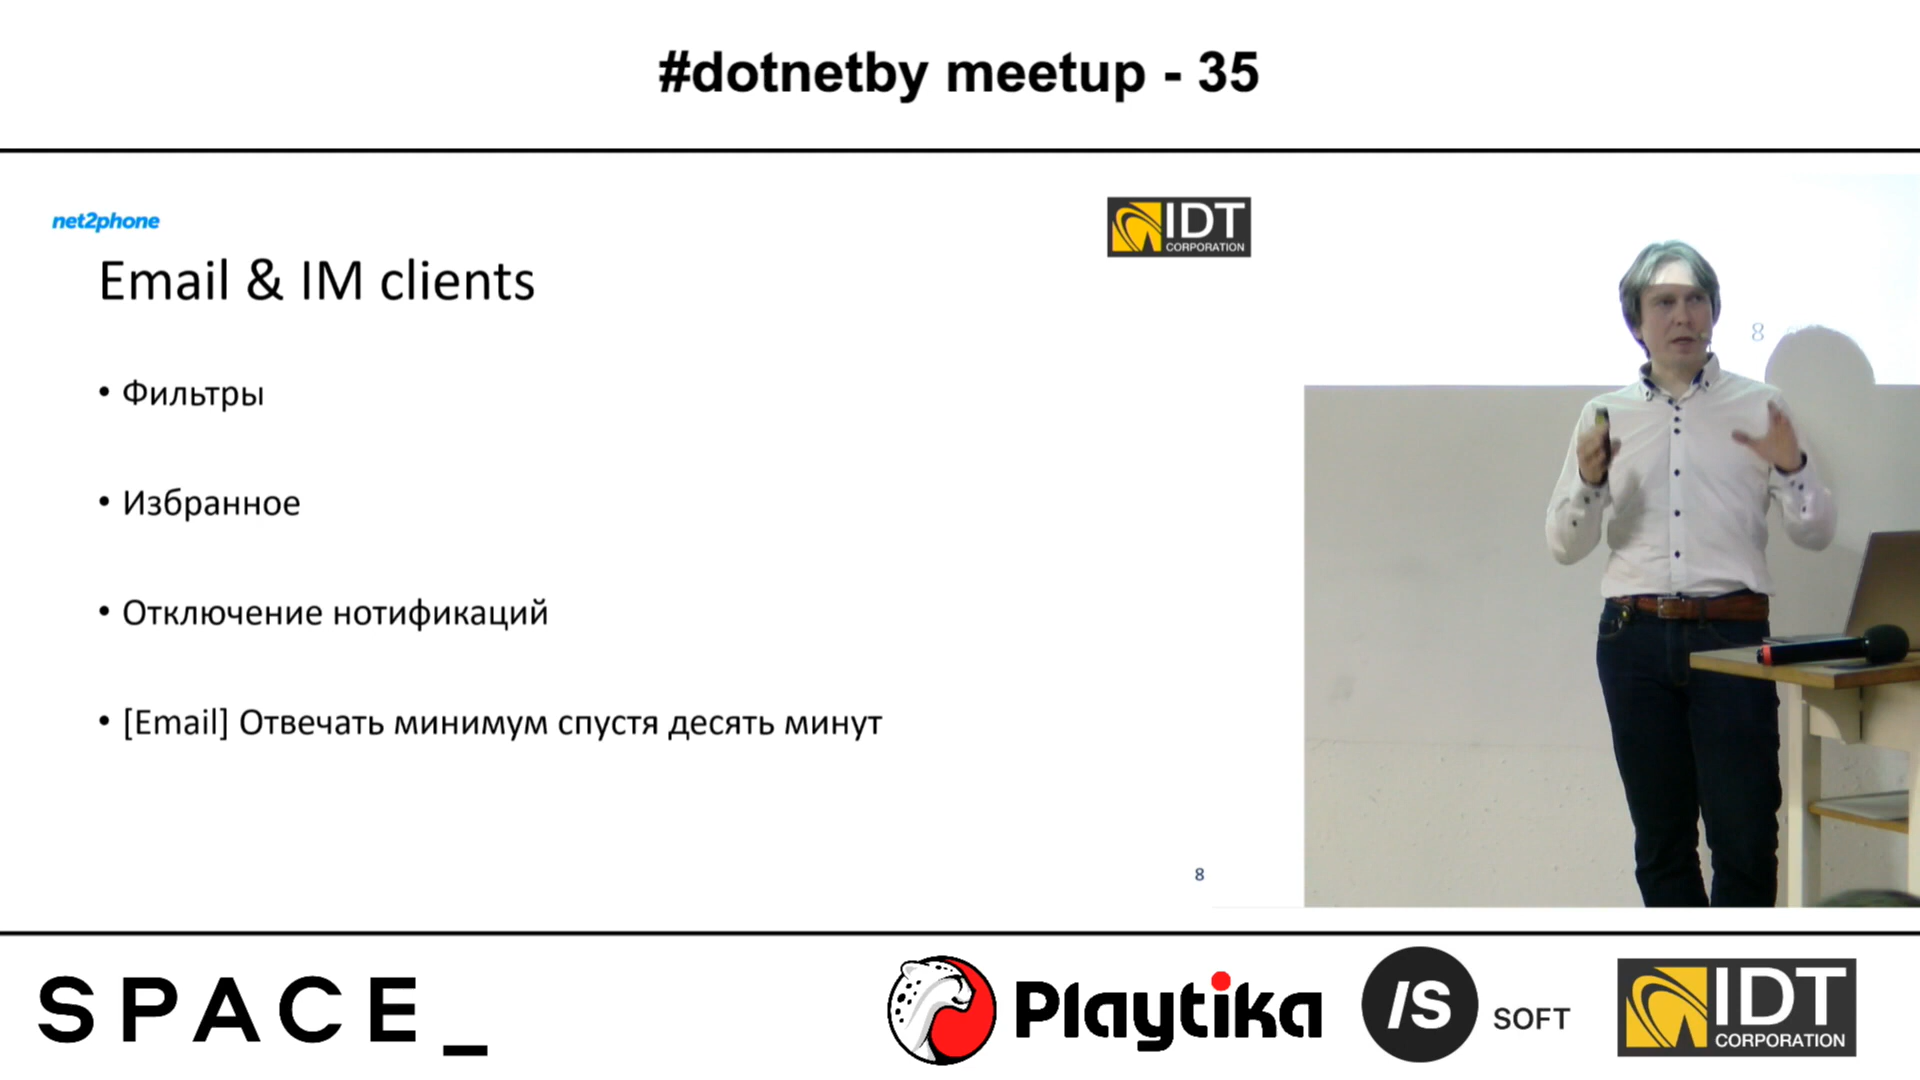 #dotnetby meetup - 35
net2phone
IDT
CORPORATION
Email & IM clients
• Фильтры
• Избранное
• Отключение нотификаций
• [Email] Отвечать минимум спустя десять минут
8
8
SPACE_
Playtika
/S SOFT
IDT
CORPORATION